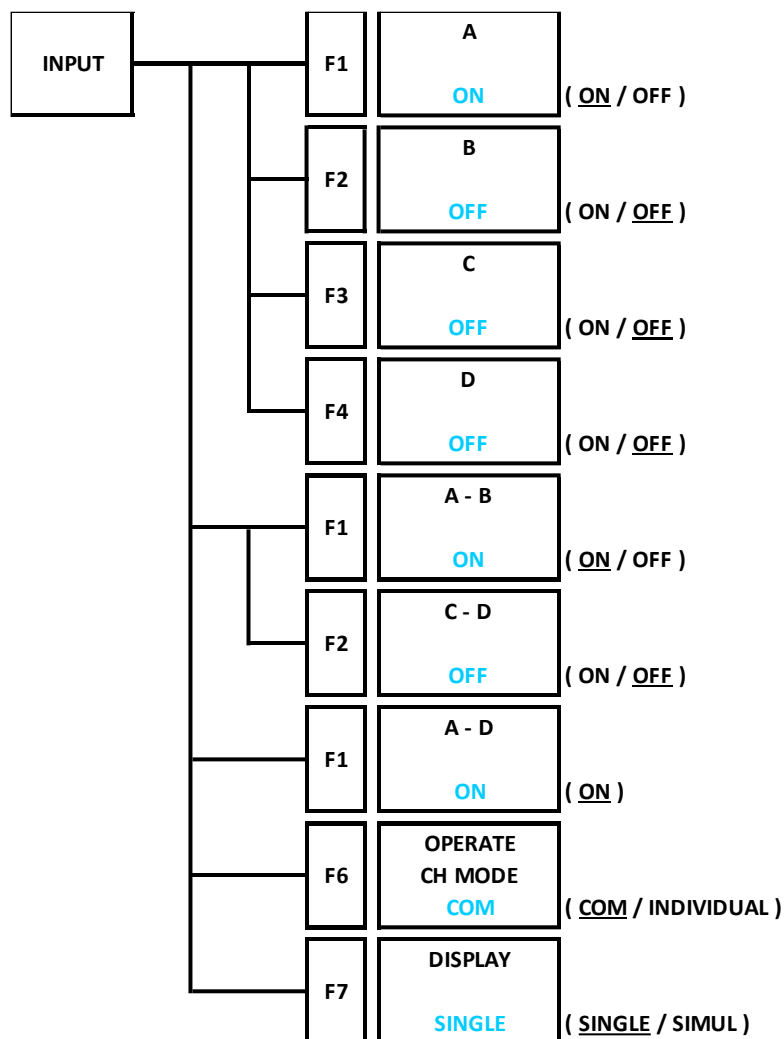 INPUT
F1
A
ON
( ON / OFF )
F2
B
OFF
( ON / OFF )
F3
C
OFF
( ON / OFF )
F4
D
OFF
( ON / OFF )
F1
A - B
ON
( ON / OFF )
F2
C - D
OFF
( ON / OFF )
F1
A - D
ON
( ON )
F6
OPERATE
CH MODE
COM
( COM / INDIVIDUAL )
F7
DISPLAY
SINGLE
( SINGLE / SIMUL )